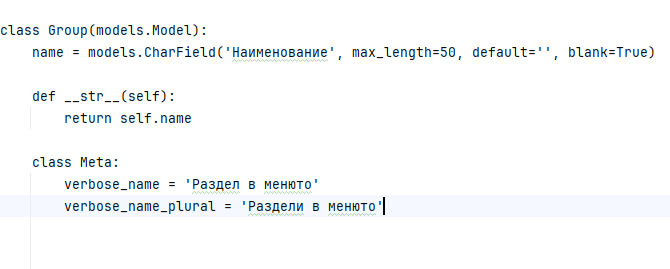 class Group(models.Model):
    name = models.CharField('Наименование', max_length=50, default='', blank=True)
    def __str__(self):
        return self.name
    class Meta:
        verbose_name = 'Раздел в менюто'
        verbose_name_plural = 'Раздели в менюто'